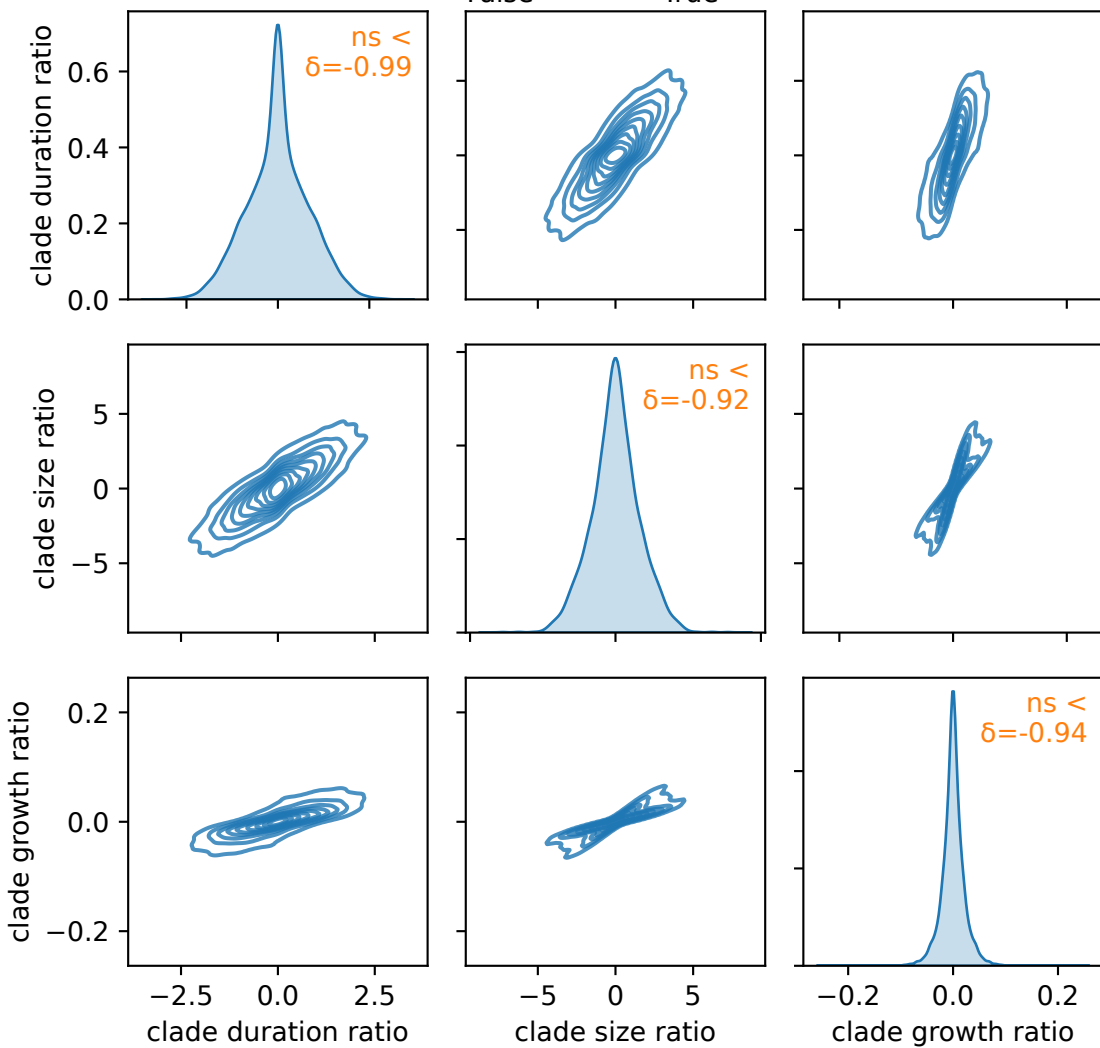 clade duration ratio
0.6
0.4
0.2
0.0
ns <
δ=-0.99
clade size ratio
5
0
−5
ns <
δ=-0.92
clade growth ratio
0.2
0.0
−0.2
ns <
δ=-0.94
−2.5 0.0 2.5
−5 0 5
−0.2 0.0 0.2
clade duration ratio
clade size ratio
clade growth ratio